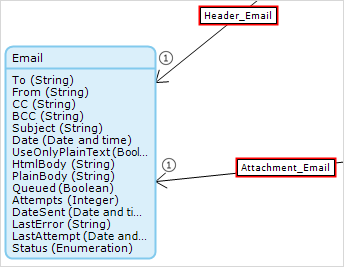 Header_Email
Email
1
To (String)
From (String)
CC (String)
BCC (String)
Subject (String)
Date (Date and time)
UseOnlyPlainText (Bool...
HtmlBody (String)
PlainBody (String)
1
Attachment_Email
Queued (Boolean)
Attempts (Integer)
DateSent (Date and ti...
LastError (String)
LastAttempt (Date and...
Status (Enumeration)